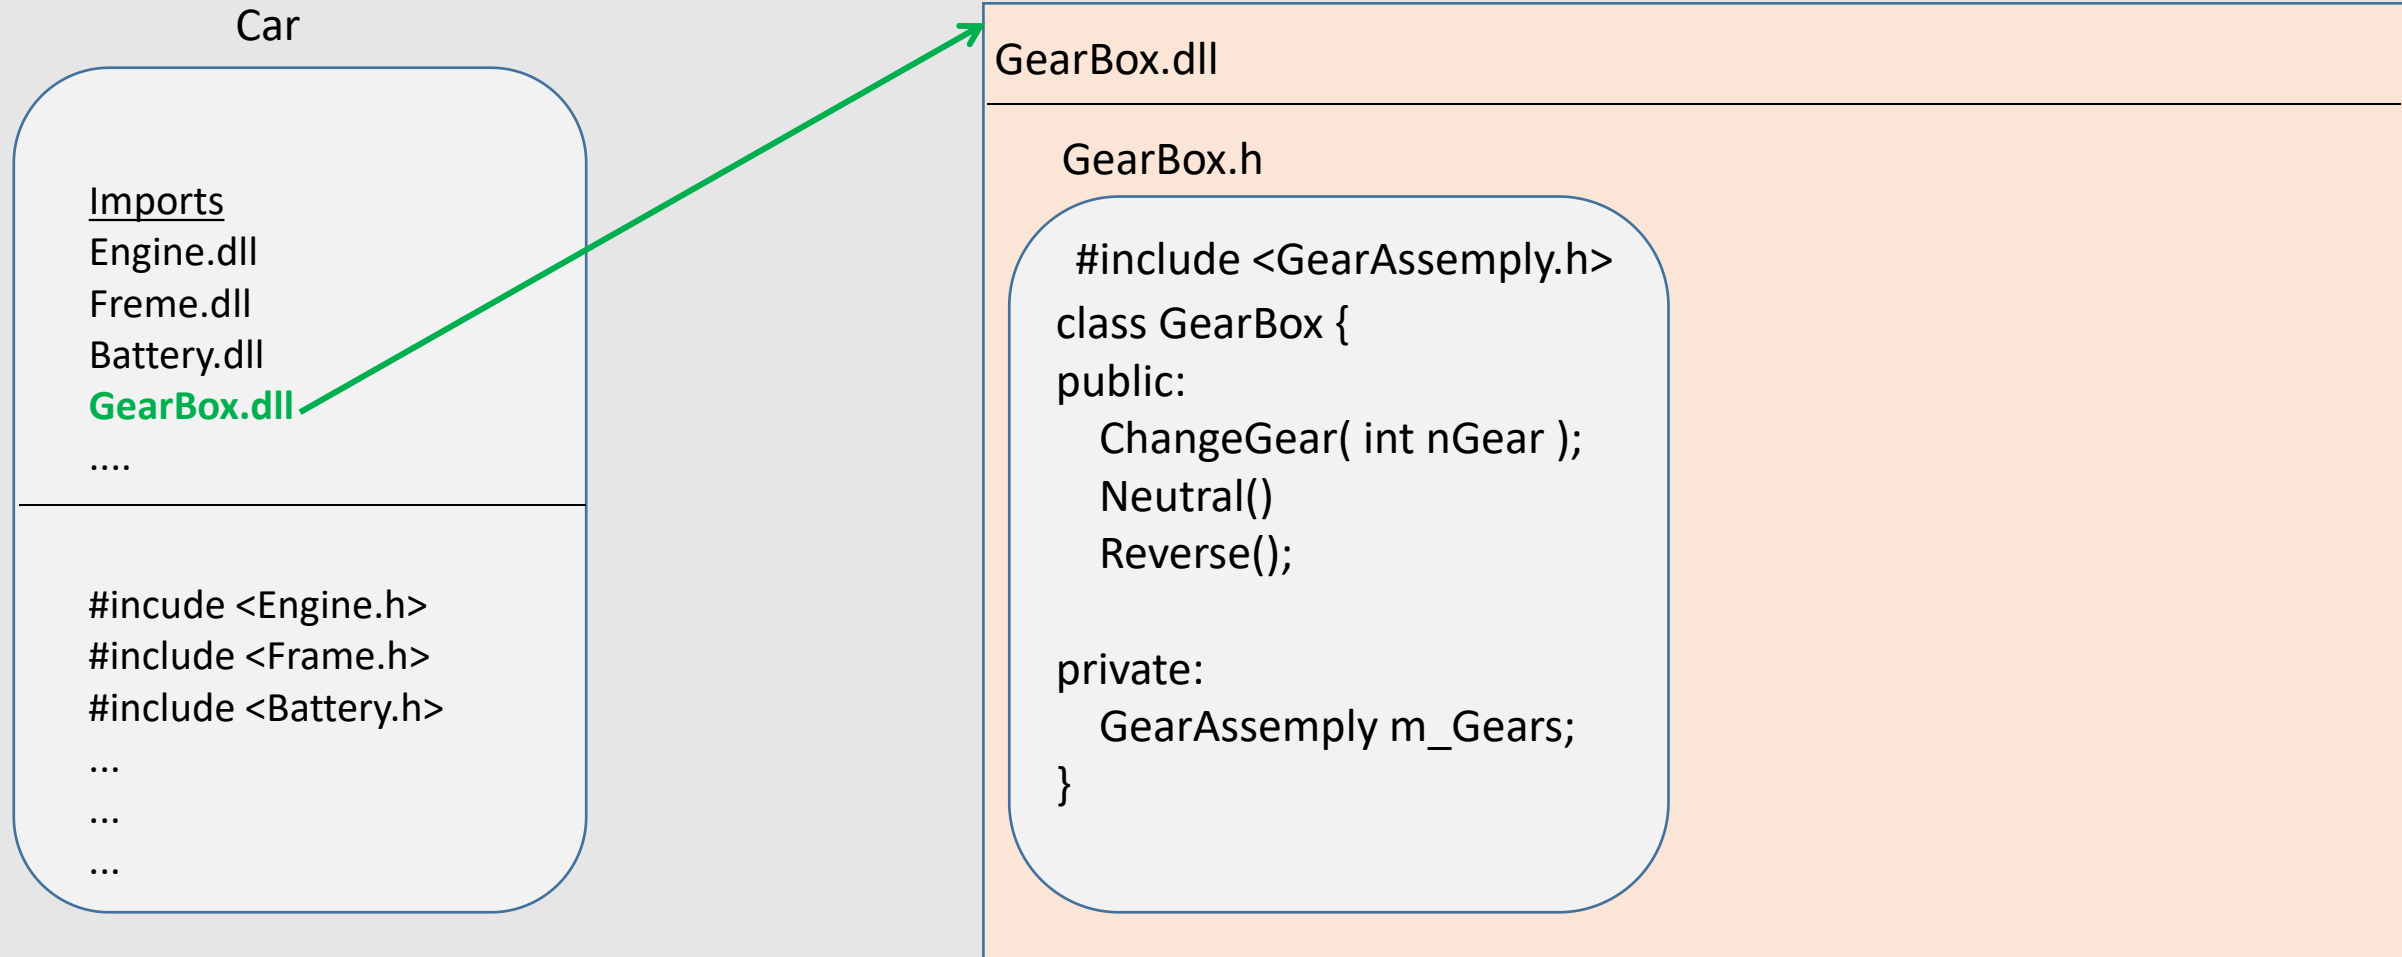 Car
Imports
Engine.dll
Freme.dll
Battery.dll
GearBox.dll
....
#incude <Engine.h>
#include <Frame.h>
#include <Battery.h>
...
...
...
GearBox.dll
GearBox.h
#include <GearAssemply.h>
class GearBox {
public:
ChangeGear( int nGear );
Neutral()
Reverse();
private:
GearAssemply m_Gears;
}